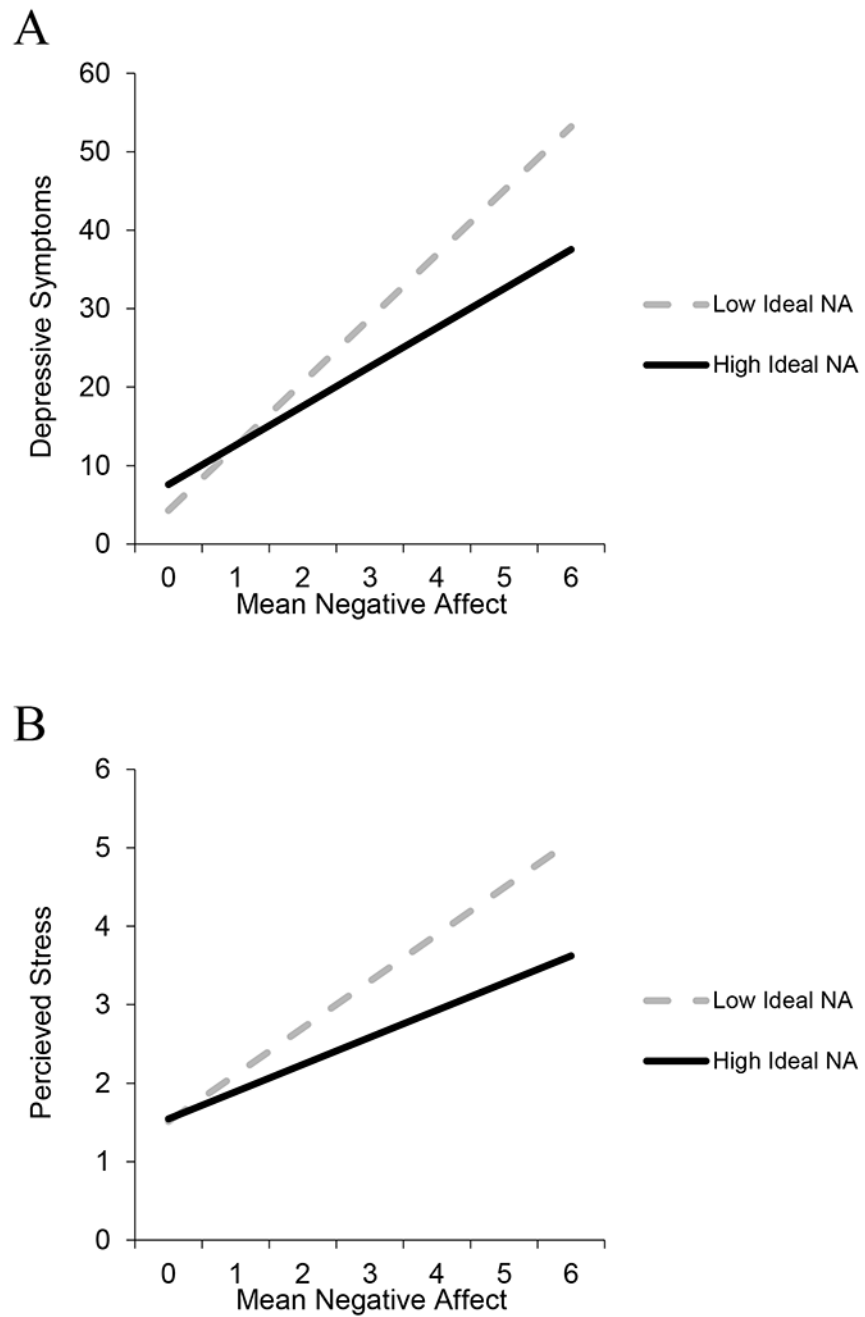 A
60
50
40
30
20
10
0
Depressive Symptoms
0 1 2 3 4 5 6
Mean Negative Affect
Low Ideal NA
High Ideal NA
B
6
5
4
3
2
1
0
Percieved Stress
0 1 2 3 4 5 6
Mean Negative Affect
Low Ideal NA
High Ideal NA